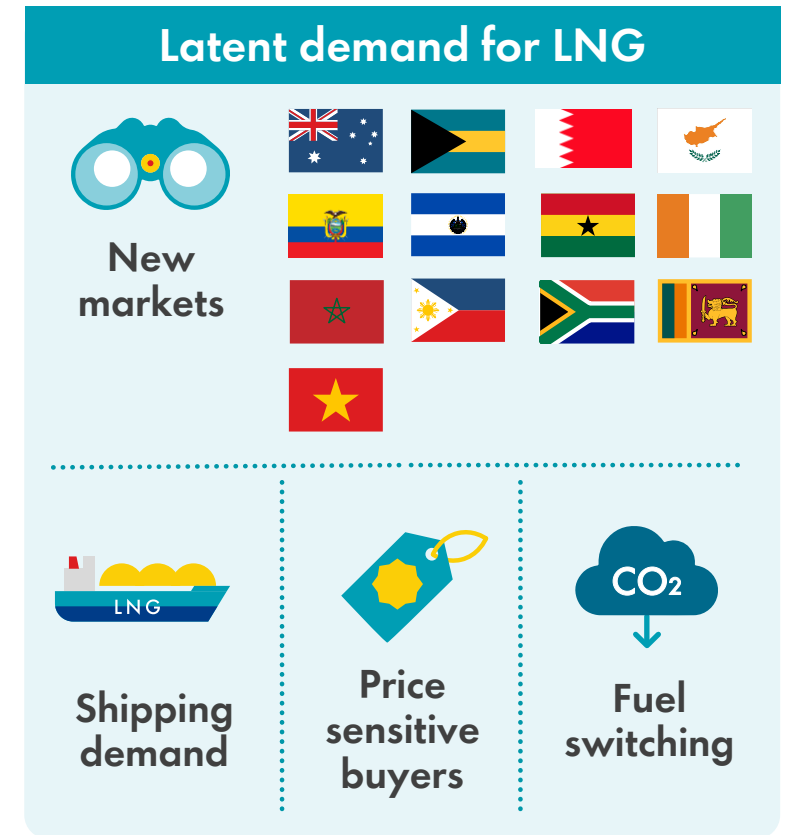 Latent demand for LNG
New
markets
LNG
CO₂
Shipping
demand
Price
sensitive
buyers
Fuel
switching